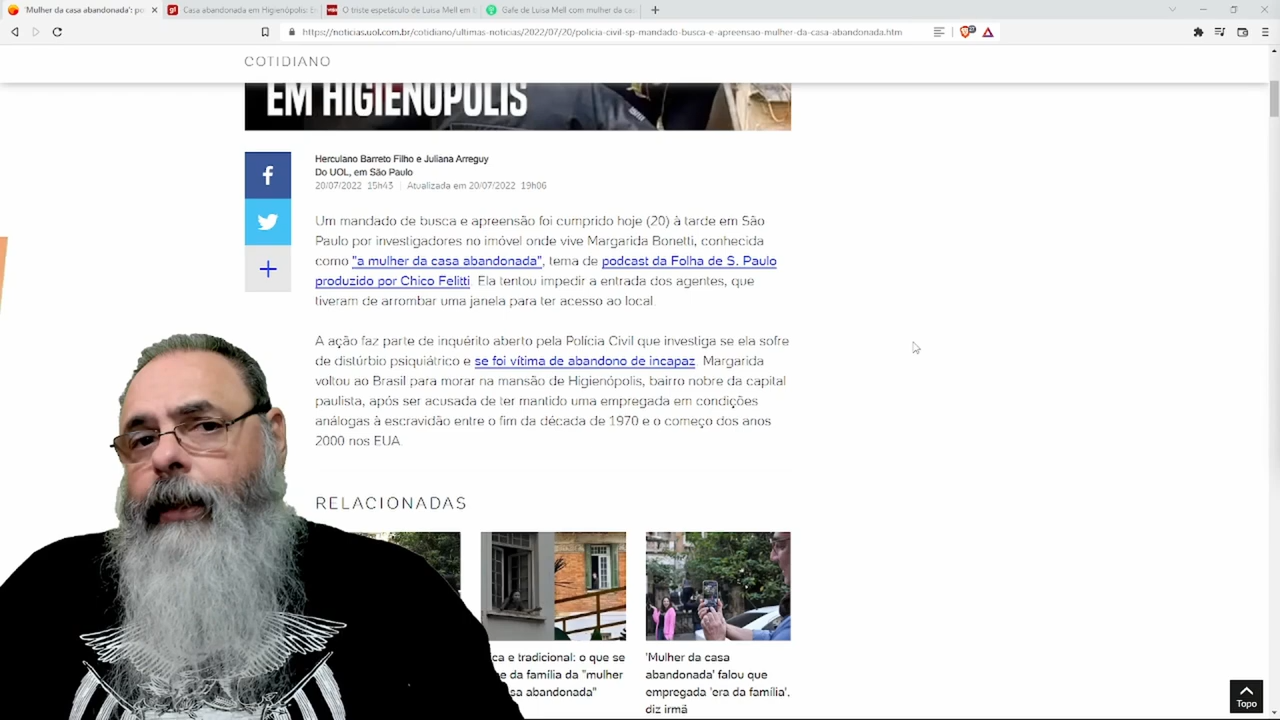 'Mulher da casa abandonada': po
Casa abandonada em Higienópolis: E
O triste espetáculo de Luisa Mell em
Gafe de Luisa Mell com mulher da ca
https://noticias.uol.com.br/cotidiano/ultimas-noticias/2022/07/20/policia-civil-sp-mandado-busca-e-apreensao-mulher-da-casa-abandonada.htm
COTIDIANO
EM HIGIENÓPOLIS
Herculano Barreto Filho e Juliana Arreguy
Do UOL, em São Paulo
20/07/2022 15h43 | Atualizada em 20/07/2022 19h06
Um mandado de busca e apreensão foi cumprido hoje (20) à tarde em São
Paulo por investigadores no imóvel onde vive Margarida Bonetti, conhecida
como "a mulher da casa abandonada", tema de podcast da Folha de S. Paulo
produzido por Chico Felitti. Ela tentou impedir a entrada dos agentes, que
tiveram de arrombar uma janela para ter acesso ao local.
A ação faz parte de inquérito aberto pela Polícia Civil que investiga se ela sofre
de distúrbio psiquiátrico e se foi vítima de abandono de incapaz. Margarida
voltou ao Brasil para morar na mansão de Higienópolis, bairro nobre da capital
paulista, após ser acusada de ter mantido uma empregada em condições
análogas à escravidão entre o fim da década de 1970 e o começo dos anos
2000 nos EUA.
RELACIONADAS
ca e tradicional: o que se
e da família da "mulher
sa abandonada"
'Mulher da casa
abandonada' falou que
empregada 'era da família',
diz irmã
Topo